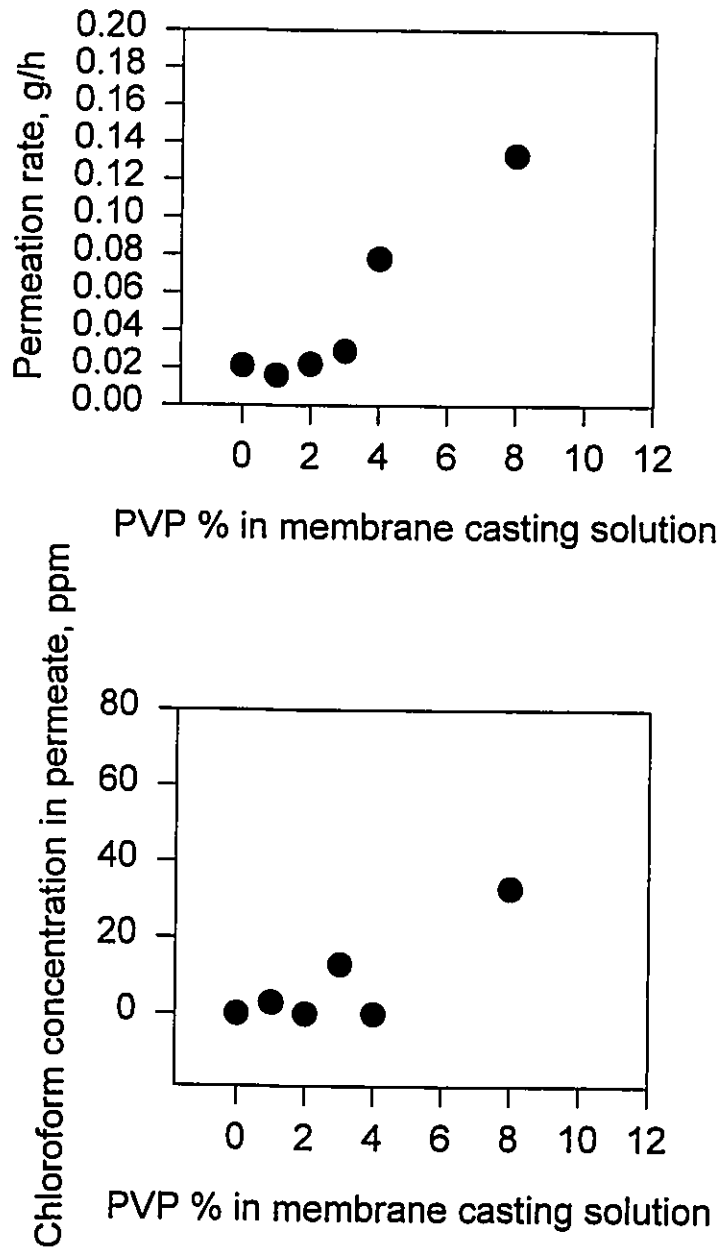 Permeation rate, g/h
0.20
0.18
0.16
0.14
0.12
0.10
0.08
0.06
0.04
0.02
0.00
0 2 4 6 8 10 12
PVP % in membrane casting solution
Chloroform concentration in permeate, ppm
80
60
40
20
0
0 2 4 6 8 10 12
PVP % in membrane casting solution